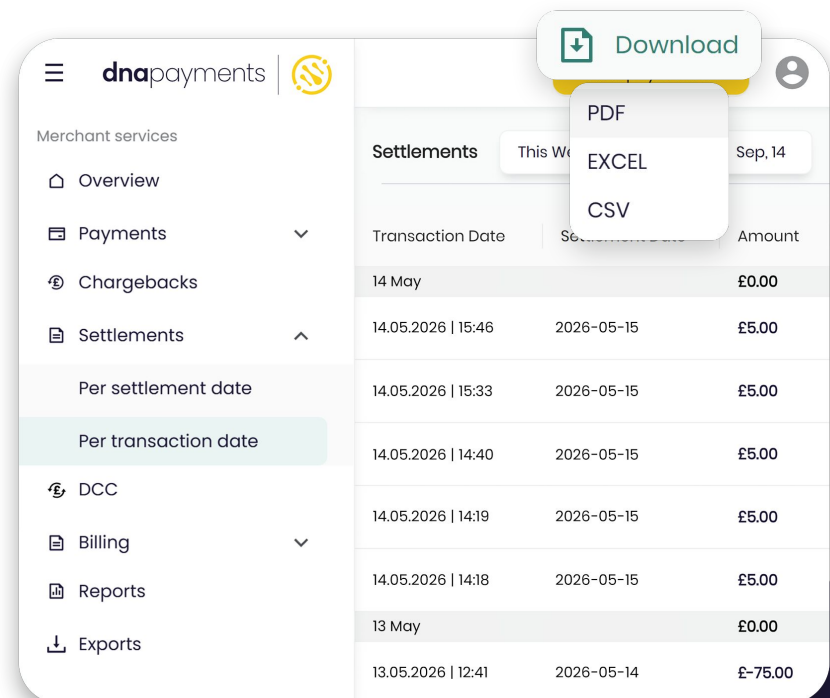 Download
dnapayments
PDF
EXCEL
CSV
Merchant services
Overview
Payments
Chargebacks
Settlements
Per settlement date
Per transaction date
DCC
Billing
Reports
Exports
Settlements
This
Sep, 14
Transaction Date
Date
Amount
14 May
£0.00
14.05.2026 | 15:46
2026-05-15
£5.00
14.05.2026 | 15:33
2026-05-15
£5.00
14.05.2026 | 14:40
2026-05-15
£5.00
14.05.2026 | 14:19
2026-05-15
£5.00
14.05.2026 | 14:18
2026-05-15
£5.00
13 May
£0.00
13.05.2026 | 12:41
2026-05-14
£-75.00